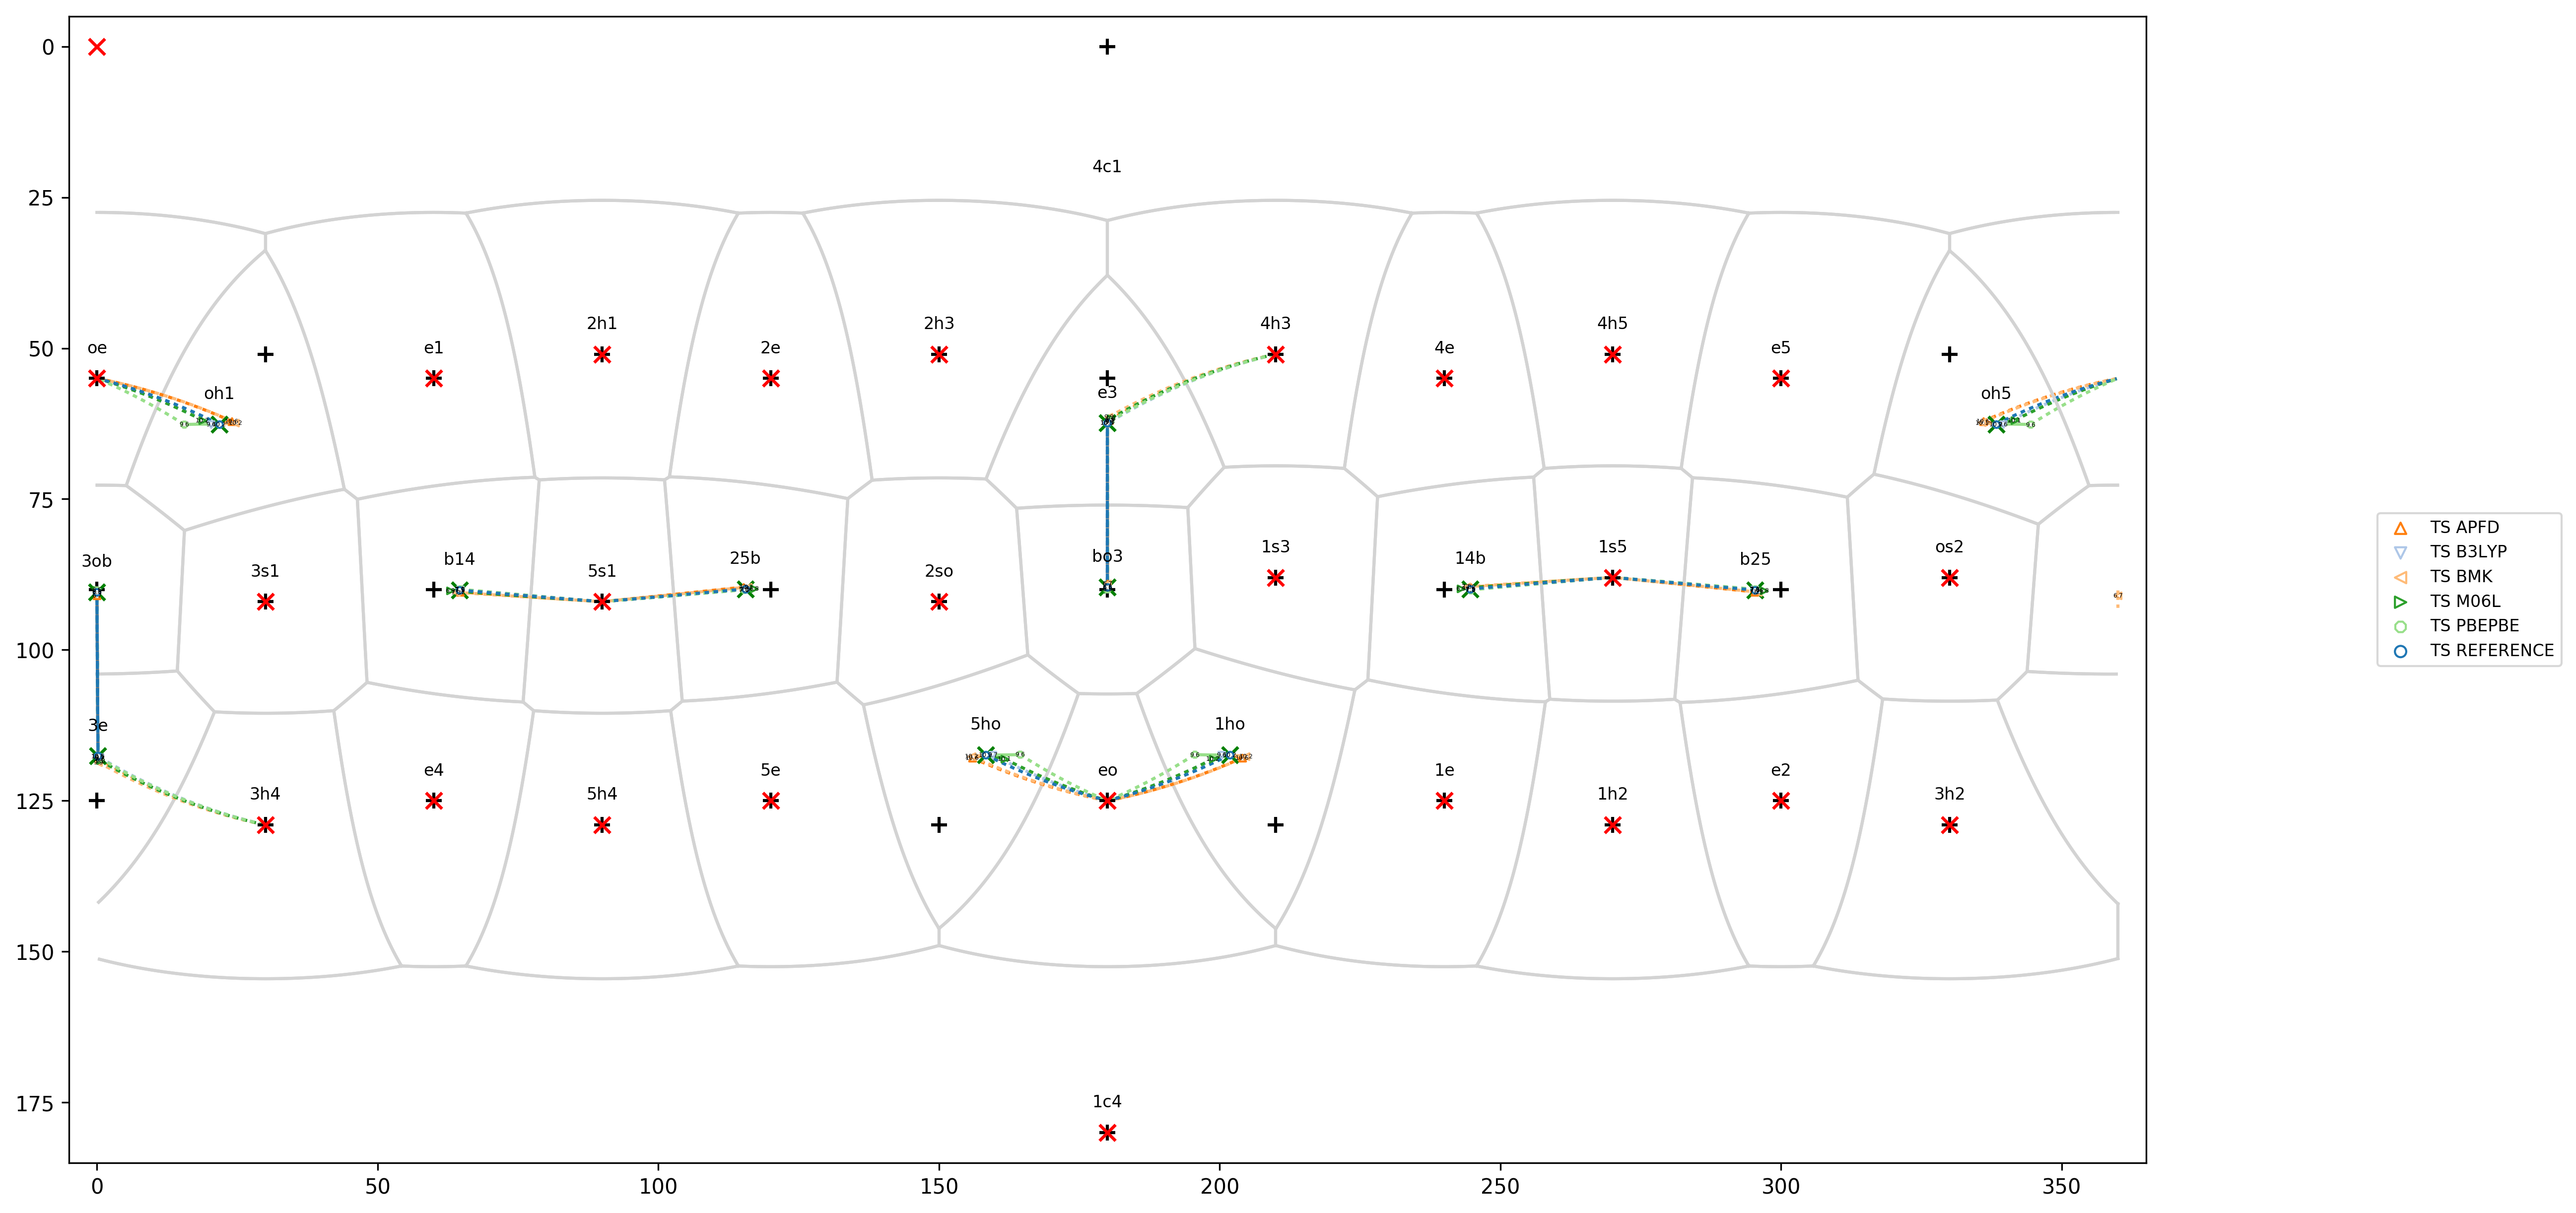 0
4c1
25
2h1
2h3
4h3
4h5
50
oe
e1
2e
4e
e5
oh1
e3
oh5
75
3ob
b14
25b
bo3
14b
b25
3s1
5s1
2so
1s3
1s5
os2
100
3e
5ho
1ho
e4
5e
eo
1e
e2
125
3h4
5h4
1h2
3h2
150
175
1c4
0
50
100
150
200
250
300
350
TS APFD
TS B3LYP
TS BMK
TS M06L
TS PBEPBE
TS REFERENCE